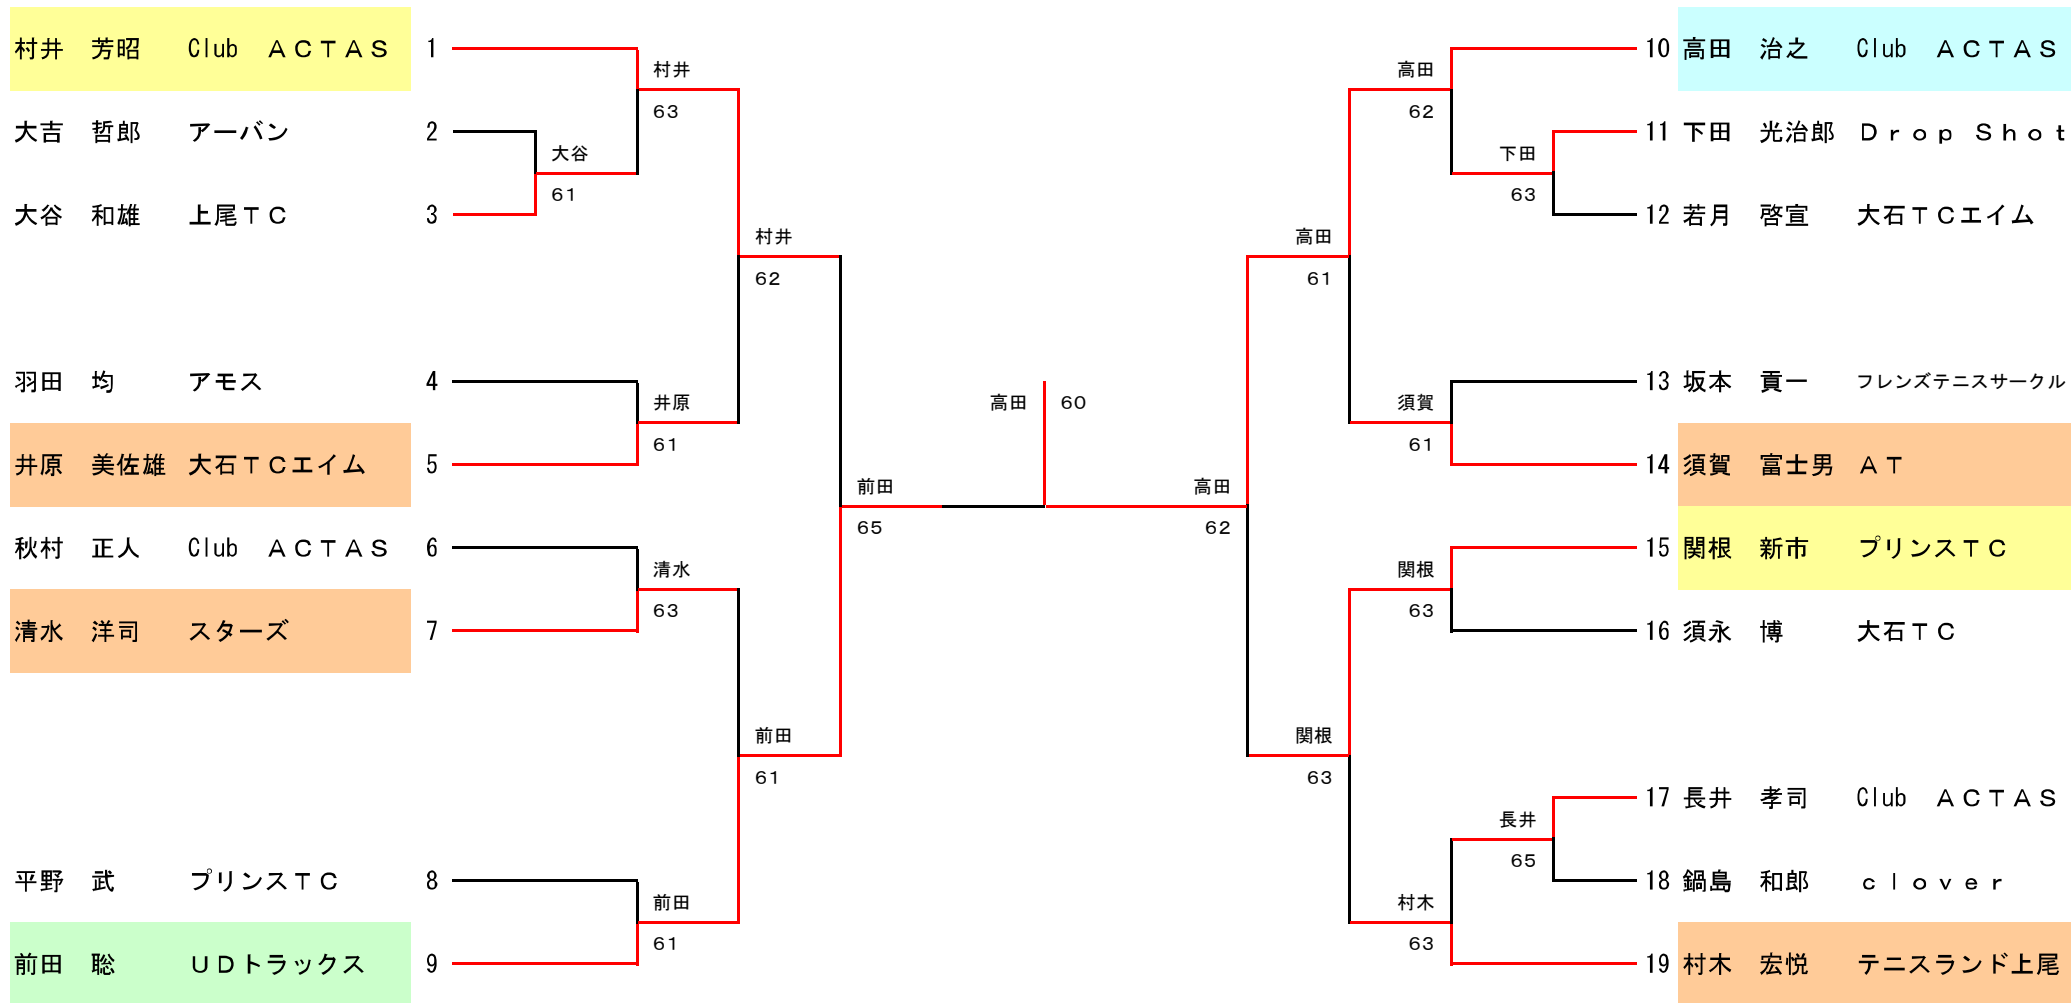 村井　芳昭　Club　ＡＣＴＡＳ　1
大吉　哲郎　アーバン　2
大谷　和雄　上尾ＴＣ　3
羽田　均　アモス　4
井原　美佐雄　大石ＴＣエイム　5
秋村　正人　Club　ＡＣＴＡＳ　6
清水　洋司　スターズ　7
平野　武　プリンスＴＣ　8
前田　聡　ＵＤトラックス　9
村井
63
大谷
61
村井
62
井原
61
前田
65
清水
63
前田
61
前田
61
高田　60
高田
62
下田
63
高田
61
須賀
61
高田
62
関根
63
関根
63
長井
65
村木
63
10　高田　治之　Club　ＡＣＴＡＳ
11　下田　光治郎　Ｄｒｏｐ　Ｓｈｏｔ
12　若月　啓宣　大石ＴＣエイム
13　坂本　貢一　フレンズテニスサークル
14　須賀　富士男　ＡＴ
15　関根　新市　プリンスＴＣ
16　須永　博　大石ＴＣ
17　長井　孝司　Club　ＡＣＴＡＳ
18　鍋島　和郎　ｃｌｏｖｅｒ
19　村木　宏悦　テニスランド上尾